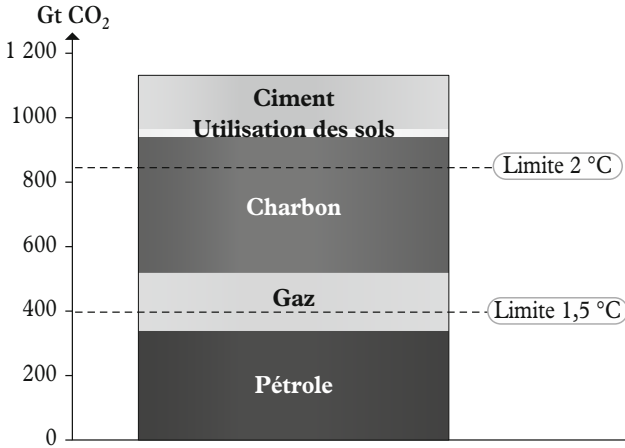 Gt CO₂
1 200
1000
800
600
400
200
0
Ciment
Utilisation des sols
Charbon
Gaz
Pétrole
Limite 2 °C
Limite 1,5 °C